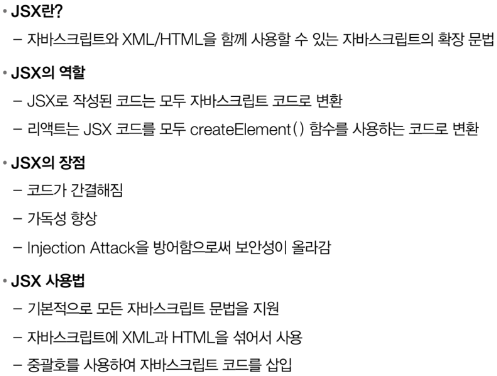 • JSX란?
– 자바스크립트와 XML/HTML을 함께 사용할 수 있는 자바스크립트의 확장 문법
• JSX의 역할
– JSX로 작성된 코드는 모두 자바스크립트 코드로 변환
– 리액트는 JSX 코드를 모두 createElement( ) 함수를 사용하는 코드로 변환
• JSX의 장점
– 코드가 간결해짐
– 가독성 향상
– Injection Attack을 방어함으로써 보안성이 올라감
• JSX 사용법
– 기본적으로 모든 자바스크립트 문법을 지원
– 자바스크립트에 XML과 HTML을 섞어서 사용
– 중괄호를 사용하여 자바스크립트 코드를 삽입